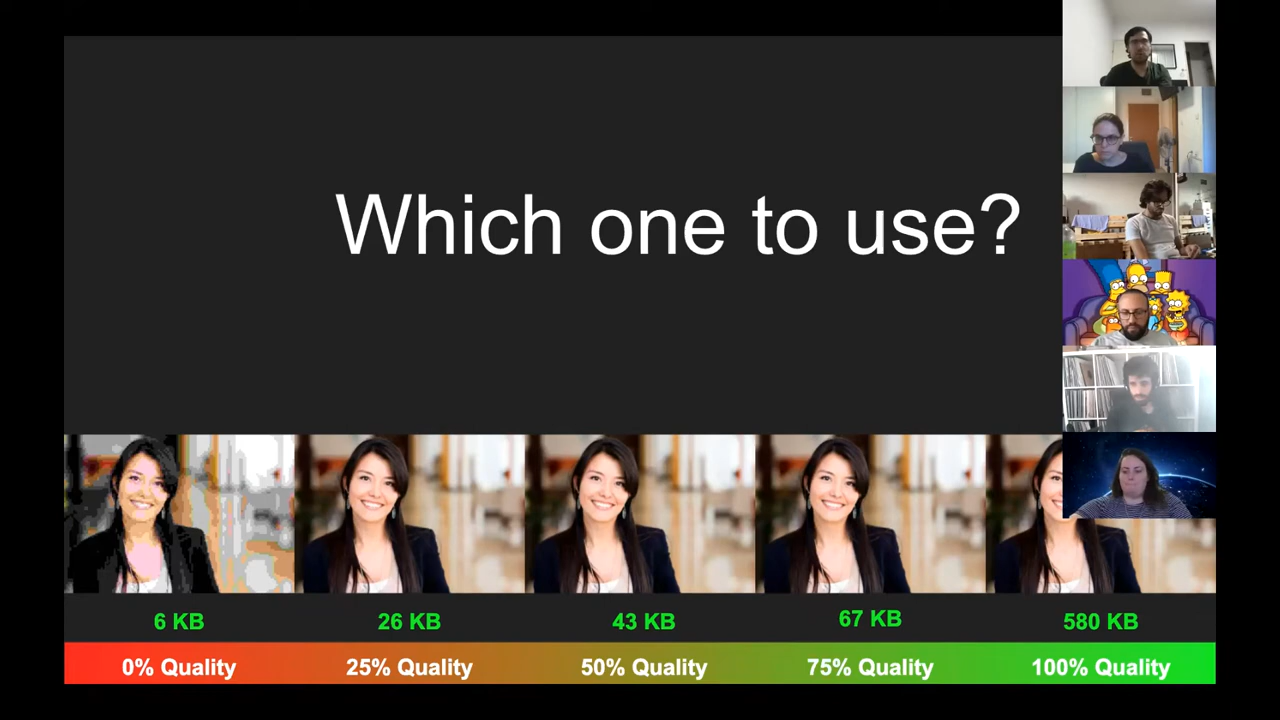 Which one to use?
6 KB
26 KB
43 KB
67 KB
580 KB
0% Quality
25% Quality
50% Quality
75% Quality
100% Quality